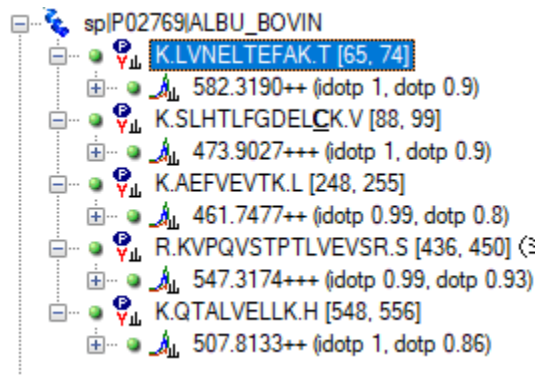 sp|P02769|ALBU_BOVIN
K.LVNELTEFAK.T [65, 74]
582.3190++ (idotp 1, dotp 0.9)
K.SLHTLFGDELCK.V [88, 99]
473.9027+++ (idotp 1, dotp 0.9)
K.AEFVEVTK.L [248, 255]
461.7477++ (idotp 0.99, dotp 0.8)
R.KVPQVSTPTLVEVSR.S [436, 450]
547.3174+++ (idotp 0.99, dotp 0.93)
K.QTALVELLK.H [548, 556]
507.8133++ (idotp 1, dotp 0.86)